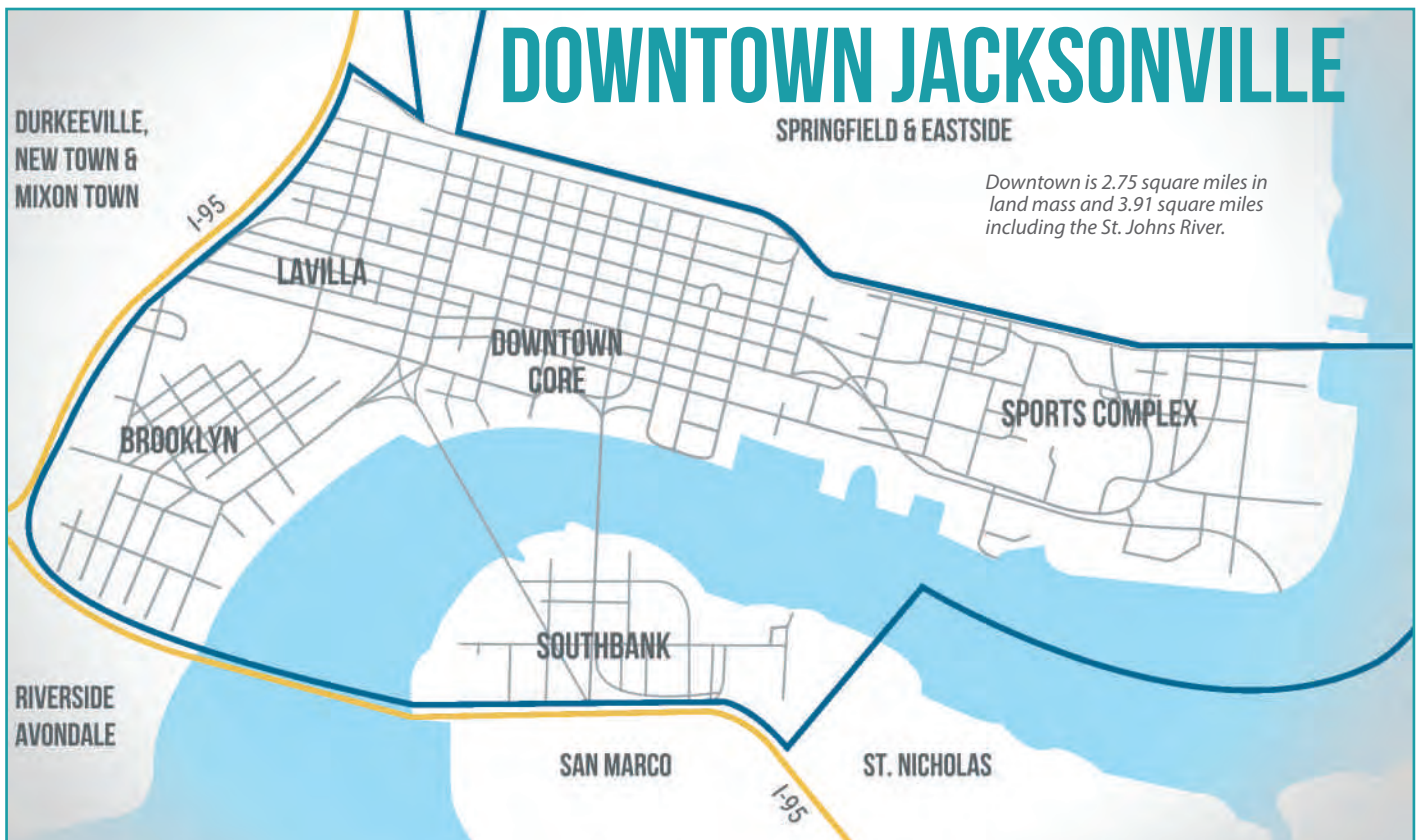 DOWNTOWN JACKSONVILLE
SPRINGFIELD & EASTSIDE
DURKEEVILLE,
NEW TOWN &
MIXON TOWN
Downtown is 2.75 square miles in
land mass and 3.91 square miles
including the St. Johns River.
I-95
LAVILLA
DOWNTOWN
CORE
SPORTS COMPLEX
BROOKLYN
SOUTHBANK
RIVERSIDE
AVONDALE
SAN MARCO
ST. NICHOLAS
I-95